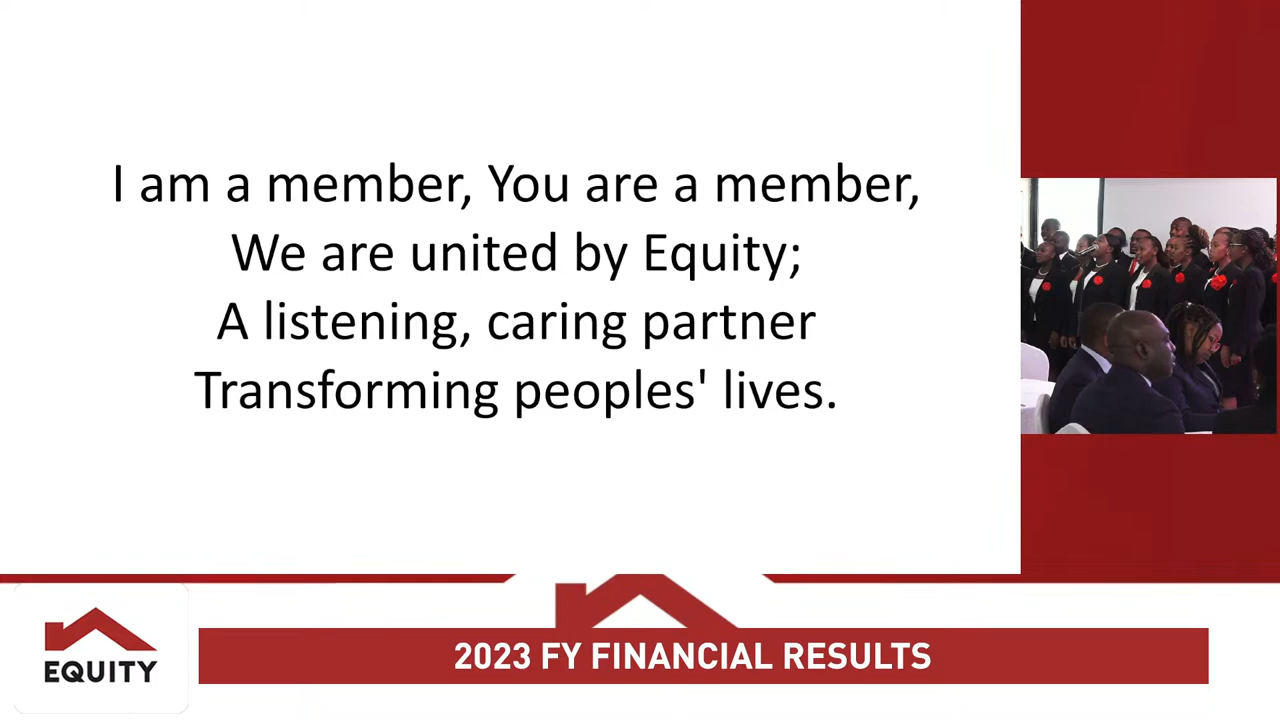 I am a member, You are a member,
We are united by Equity;
A listening, caring partner
Transforming peoples' lives.
EQUITY
2023 FY FINANCIAL RESULTS